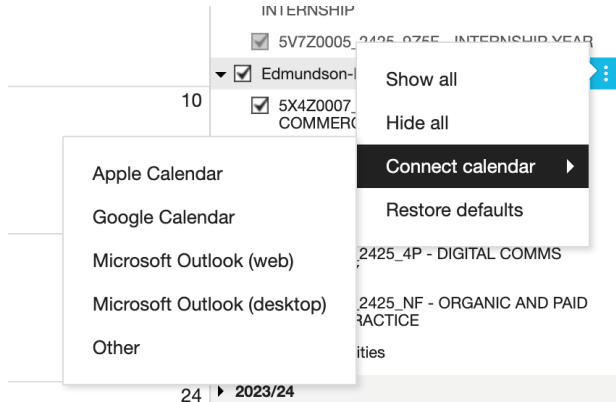 INTERNSHIP
5V7Z0005_2425_9Z5F - INTERNSHIP YEAR
Edmundson-
Show all
10
5X4Z0007_
COMMERC
Hide all
Apple Calendar
Connect calendar
Google Calendar
Restore defaults
Microsoft Outlook (web)
_2425_4P - DIGITAL COMMS
Microsoft Outlook (desktop)
_2425_NF - ORGANIC AND PAID
RACTICE
Other
ities
24
2023/24